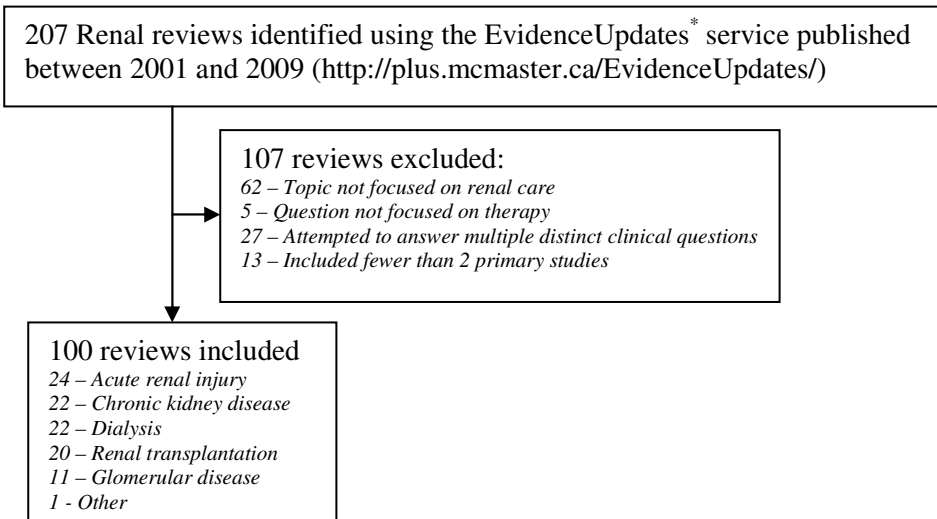 207 Renal reviews identified using the EvidenceUpdates* service published
between 2001 and 2009 (http://plus.mcmaster.ca/EvidenceUpdates/)
107 reviews excluded:
62 – Topic not focused on renal care
5 – Question not focused on therapy
27 – Attempted to answer multiple distinct clinical questions
13 – Included fewer than 2 primary studies
100 reviews included
24 – Acute renal injury
22 – Chronic kidney disease
22 – Dialysis
20 – Renal transplantation
11 – Glomerular disease
1 - Other